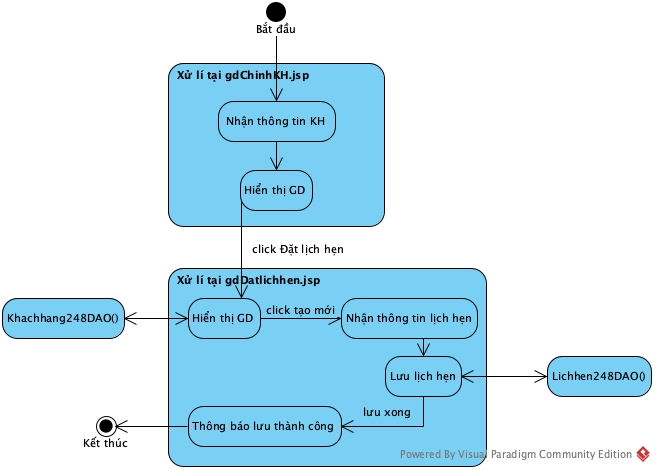 Bắt đầu
Xử lí tại gdChinhKH.jsp
Nhận thông tin KH
Hiển thị GD
click Đặt lịch hẹn
Xử lí tại gdDatlichhen.jsp
Khachhang248DAO()
Hiển thị GD
click tạo mới
Nhận thông tin lịch hẹn
Lưu lịch hẹn
Lichhen248DAO()
lưu xong
Thông báo lưu thành công
Kết thúc
Powered By Visual Paradigm Community Edition